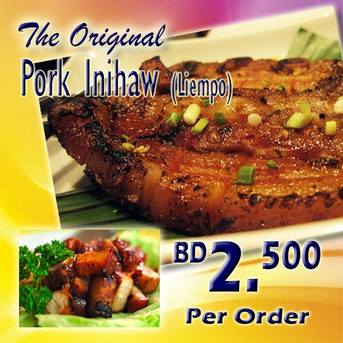 The Original
Pork Inihaw (Liempo)
BD 2.500
Per Order